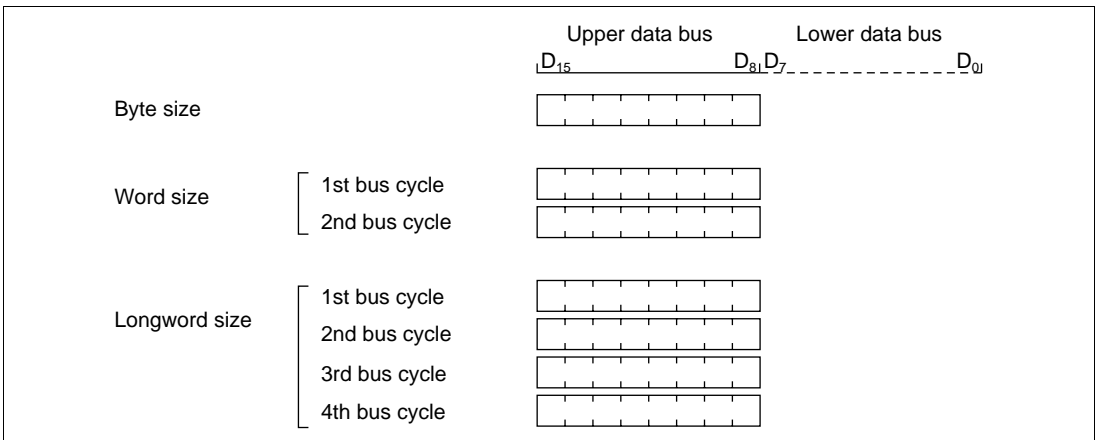 Upper data bus Lower data bus
D15 D8 D7 D0
Byte size
Word size
1st bus cycle
2nd bus cycle
Longword size
1st bus cycle
2nd bus cycle
3rd bus cycle
4th bus cycle